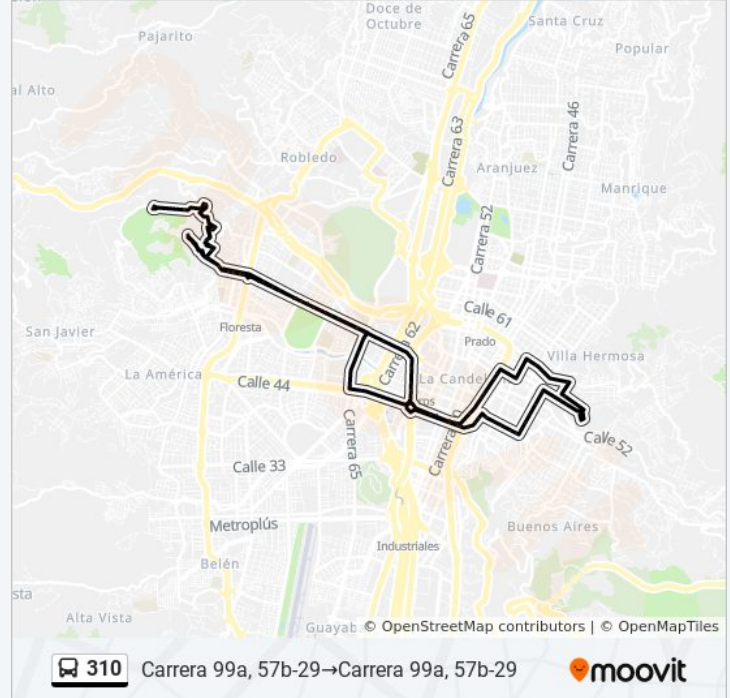 Doce de
Octubre
Carrera 65
Santa Cruz
Pajarito
Popular
al Alto
Carrera 63
Carrera 46
Robledo
Aranjuez
Manrique
Carrera 52
Calle 61
San Javier
Floresta
Carrera 62
Prado
Villa Hermosa
La América
Calle 44
La Candel
Carrera 65
Carrera
Calle 52
Calle 33
Metroplús
Buenos Aires
Industriales
Belén
sta
Alta Vista
Guayab
© OpenStreetMap contributors | © OpenMapTiles
310 Carrera 99a, 57b-29→Carrera 99a, 57b-29
moovit